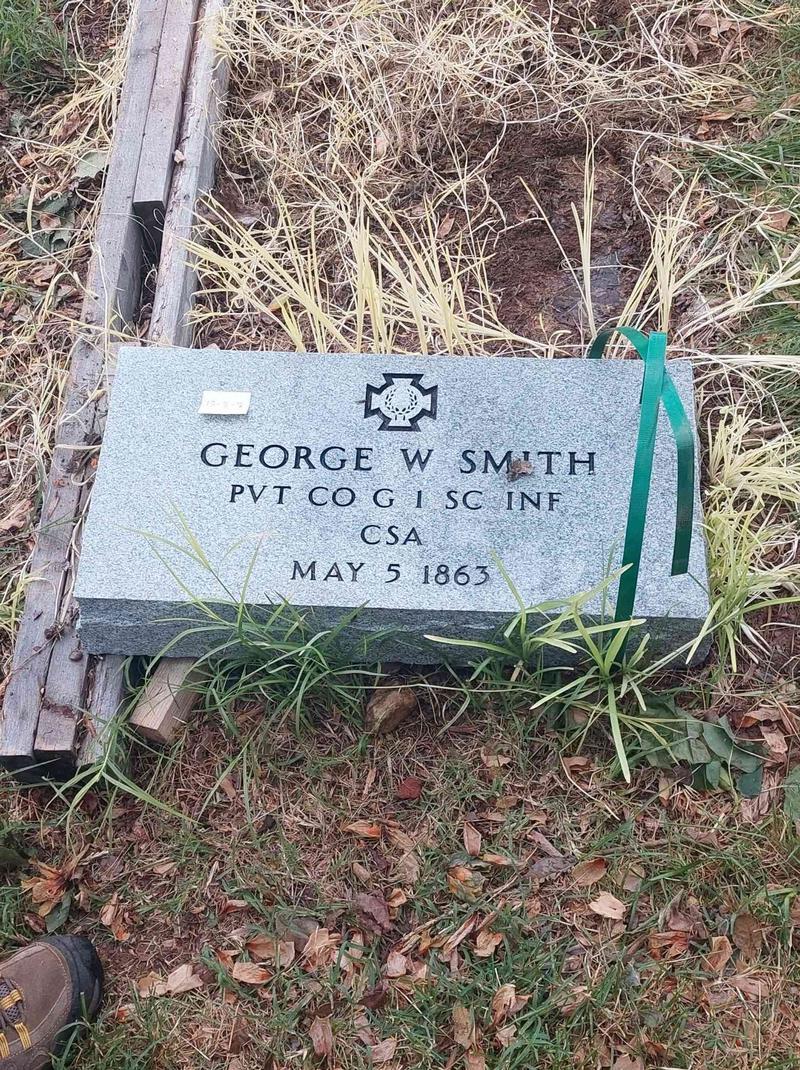 GEORGE W SMITH
PVT CO G 1 SC INF
CSA
MAY 5 1863